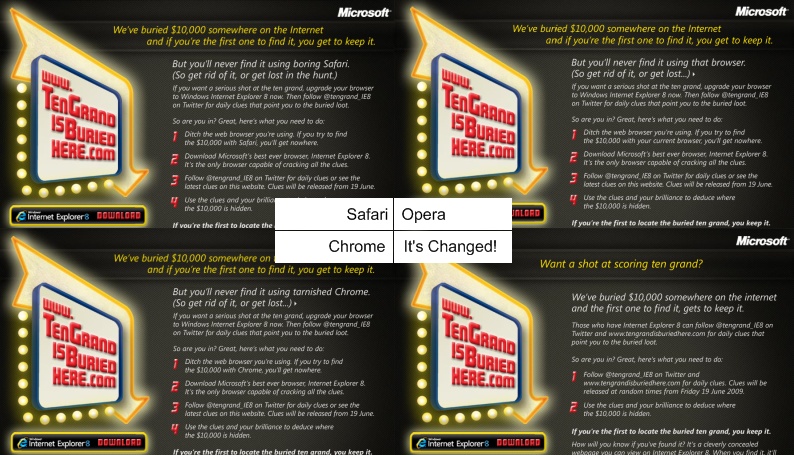 Microsoft
We've buried $10,000 somewhere on the Internet
and if you're the first one to find it, you get to keep it.
But you'll never find it using boring Safari.
(So get rid of it, or get lost in the hunt.)
If you want a serious shot at the ten grand, upgrade your browser
to Windows Internet Explorer 8 now. Then follow @tengrand_IE8
on Twitter for daily clues that point you to the buried loot.
So are you in? Great, here's what you need to do:
1 Ditch the web browser you're using. If you try to find
the $10,000 with Safari, you'll get nowhere.
2 Download Microsoft's best ever browser, Internet Explorer 8.
It's the only browser capable of cracking all the clues.
3 Follow @tengrand_IE8 on Twitter for daily clues or see the
latest clues on this website. Clues will be released from 19 June.
4 Use the clues and your brilliance to
the $10,000 is hidden.
If you're the first to locate the
www.
TenGrand
isBuried
Here.com
Windows
Internet Explorer 8 DOWNLOAD
Microsoft
We've buried $10,000 somewhere on the Internet
and if you're the first one to find it, you get to keep it.
But you'll never find it using that browser.
(So get rid of it, or get lost...)
If you want a serious shot at the ten grand, upgrade your browser
to Windows Internet Explorer 8 now. Then follow @tengrand_IE8
on Twitter for daily clues that point you to the buried loot.
So are you in? Great, here's what you need to do:
1 Ditch the web browser you're using. If you try to find
the $10,000 with your current browser, you'll get nowhere.
2 Download Microsoft's best ever browser, Internet Explorer 8.
It's the only browser capable of cracking all the clues.
3 Follow @tengrand_IE8 on Twitter for daily clues or see the
latest clues on this website. Clues will be released from 19 June.
4 Use the clues and your brilliance to deduce where
the $10,000 is hidden.
If you're the first to locate the buried ten grand, you keep it.
www.
TenGrand
isBuried
Here.com
Safari
Opera
Chrome
It's Changed!
We've buried $10,000 somewhere on
and if you're the first one to find it, you get to keep it.
But you'll never find it using tarnished Chrome.
(So get rid of it, or get lost...)
If you want a serious shot at the ten grand, upgrade your browser
to Windows Internet Explorer 8 now. Then follow @tengrand_IE8
on Twitter for daily clues that point you to the buried loot.
So are you in? Great, here's what you need to do:
1 Ditch the web browser you're using. If you try to find
the $10,000 with Chrome, you'll get nowhere.
2 Download Microsoft's best ever browser, Internet Explorer 8.
It's the only browser capable of cracking all the clues.
3 Follow @tengrand_IE8 on Twitter for daily clues or see the
latest clues on this website. Clues will be released from 19 June.
4 Use the clues and your brilliance to deduce where
the $10,000 is hidden.
If you're the first to locate the buried ten grand, you keep it.
www.
TenGrand
isBuried
Here.com
Windows
Internet Explorer 8 DOWNLOAD
Microsoft
Want a shot at scoring ten grand?
We've buried $10,000 somewhere on the internet
and the first one to find it, gets to keep it.
Those who have Internet Explorer 8 can follow @tengrand_IE8 on
Twitter and www.tengrandisburiedhere.com for daily clues that
point you to the buried loot.
So are you in? Great, here's what you need to do:
1 Follow @tengrand_IE8 on Twitter and
www.tengrandisburiedhere.com for daily clues. Clues will be
released at random times from Friday 19 June 2009.
2 Use the clues and your brilliance to deduce where
the $10,000 is hidden.
If you're the first to locate the buried ten grand, you keep it.
How will you know if you've found it? It's a cleverly concealed
webpage you can view on Internet Explorer 8. When you find it, it'll
www.
TenGrand
isBuried
Here.com
Windows
Internet Explorer 8 DOWNLOAD